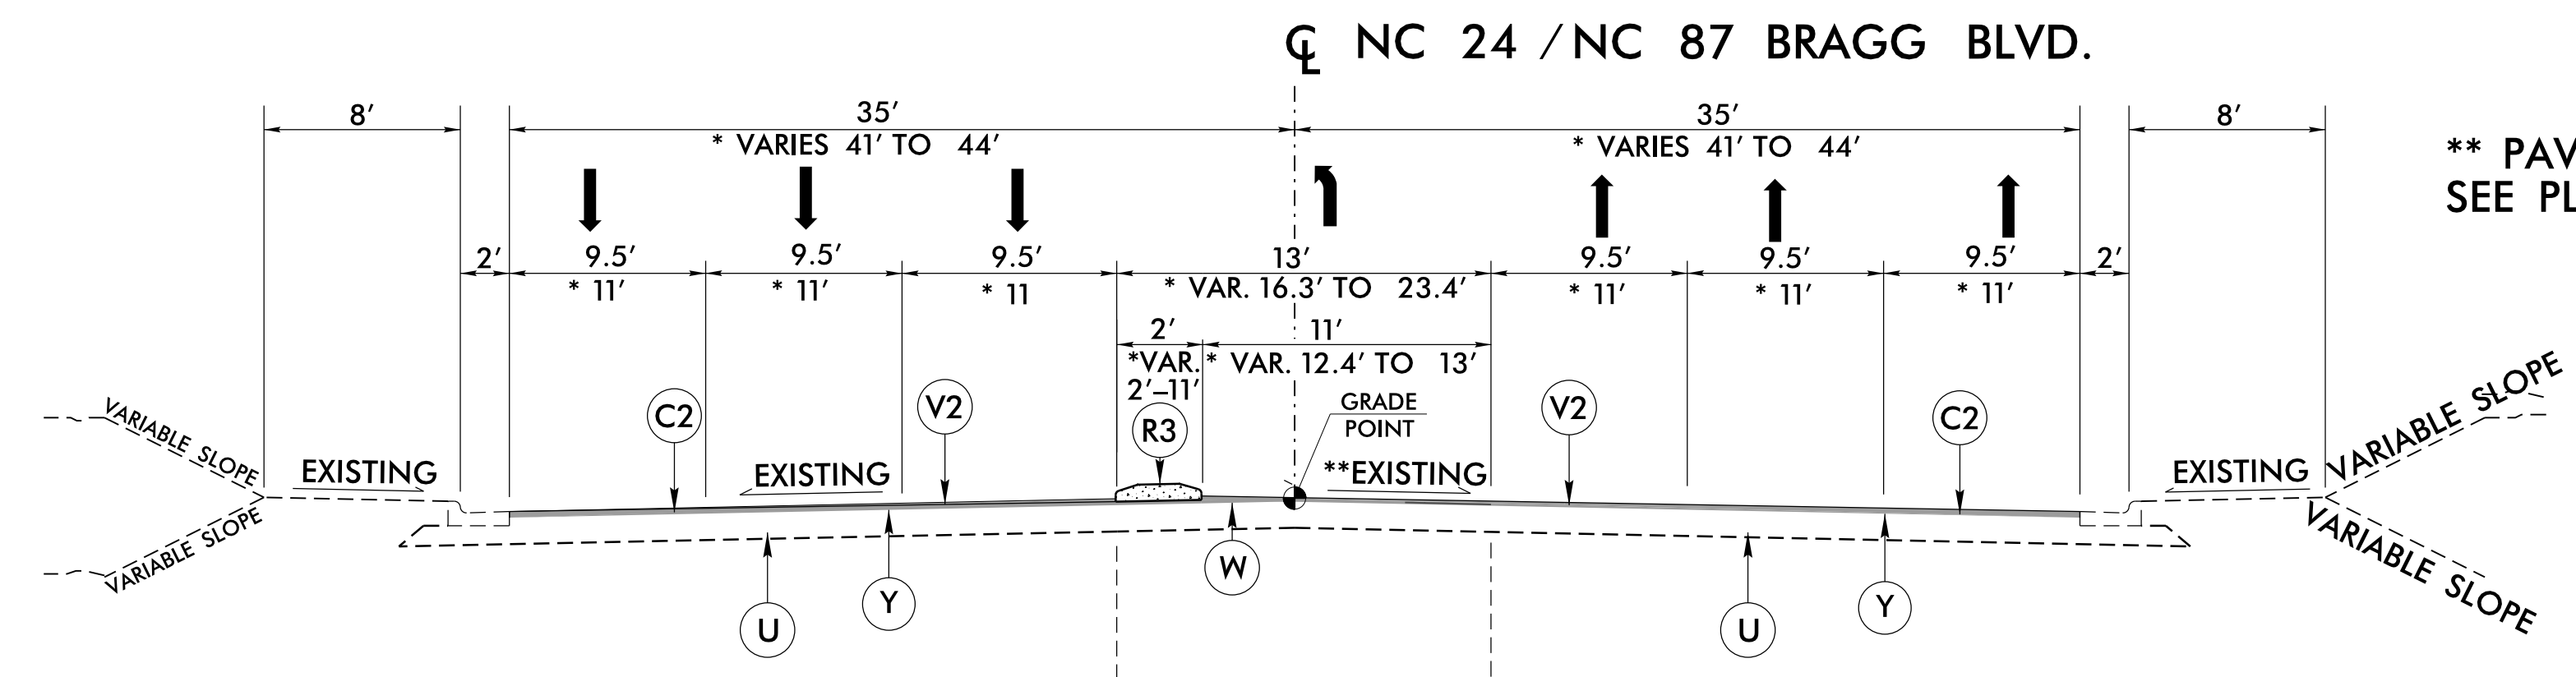 ℄ NC 24 / NC 87 BRAGG BLVD.
8' 35' 35' 8'
* VARIES 41' TO 44' * VARIES 41' TO 44'
** PAV
SEE PL
2' 9.5' 9.5' 9.5' 13' 9.5' 9.5' 9.5' 2'
* 11' * 11' * 11 * VAR. 16.3' TO 23.4' * 11' * 11' * 11'
2' 11'
*VAR. * VAR. 12.4' TO 13'
2'–11'
GRADE
POINT
C2 V2 R3 V2 C2
VARIABLE SLOPE EXISTING EXISTING **EXISTING EXISTING VARIABLE SLOPE
VARIABLE SLOPE VARIABLE SLOPE
U Y W U Y